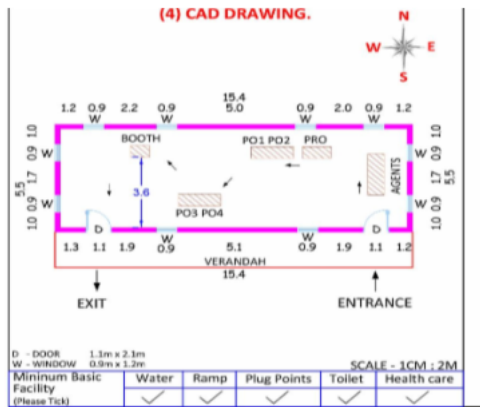 (4) CAD DRAWING.
N
W E
S
15.4
1.2 0.9 2.2 0.9 5.0 0.9 2.0 0.9 1.2
W W W W
BOOTH PO1 PO2 PRO
1.0 1.0
0.9 W W 0.9
5.5 1.7 3.6 AGENTS 1.7 5.5
0.9 W W 0.9
PO3 PO4
1.0 D D 1.0
W W
1.3 1.1 1.9 0.9 5.1 0.9 1.9 1.1 1.2
VERANDAH
15.4
EXIT ENTRANCE
D - DOOR 1.1m x 2.1m
W - WINDOW 0.9m x 1.2m SCALE - 1CM : 2M
Mininum Basic Water Ramp Plug Points Toilet Health care
Facility
(Please Tick)